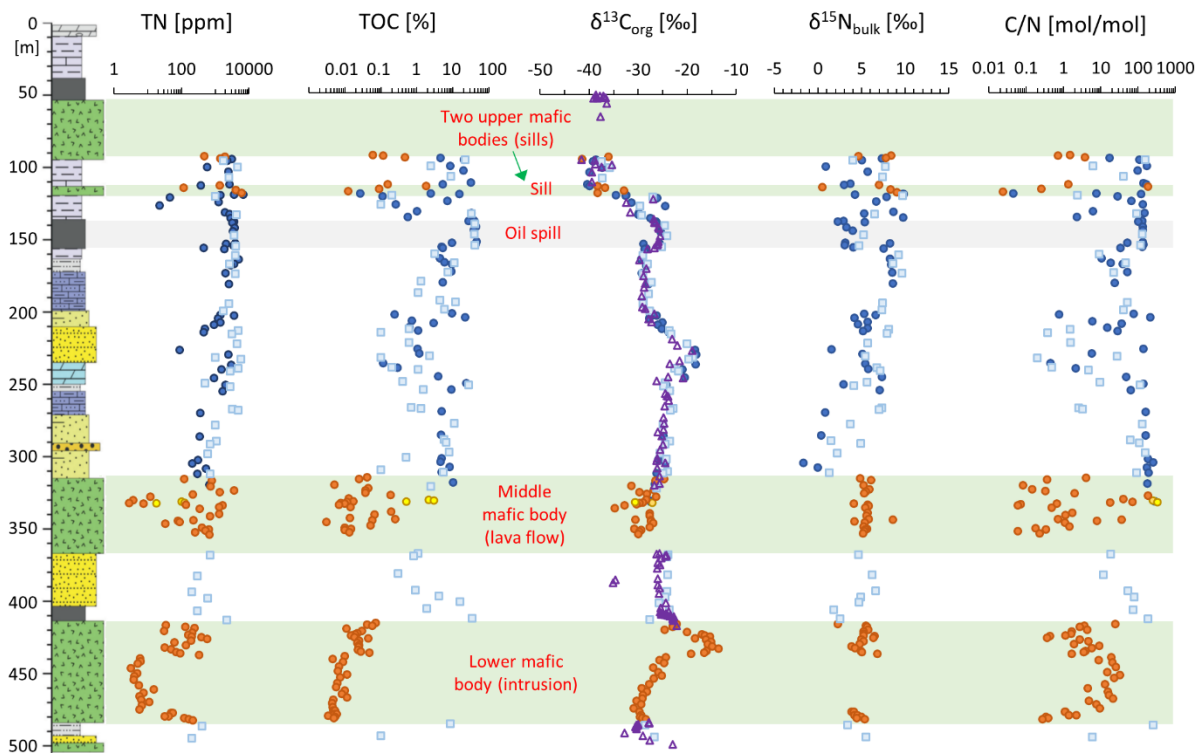 TN [ppm] TOC [%] δ¹³Corg [‰] δ¹⁵Nbulk [‰] C/N [mol/mol]
0
[m]
1 100 10000 0.01 0.1 1 10 100 -50 -40 -30 -20 -10 -5 0 5 10 15 0.01 0.1 1 10 100 1000
50
Two upper mafic
bodies (sills)
100
Sill
150
Oil spill
200
250
300
Middle
mafic body
(lava flow)
350
400
450
Lower mafic
body (intrusion)
500